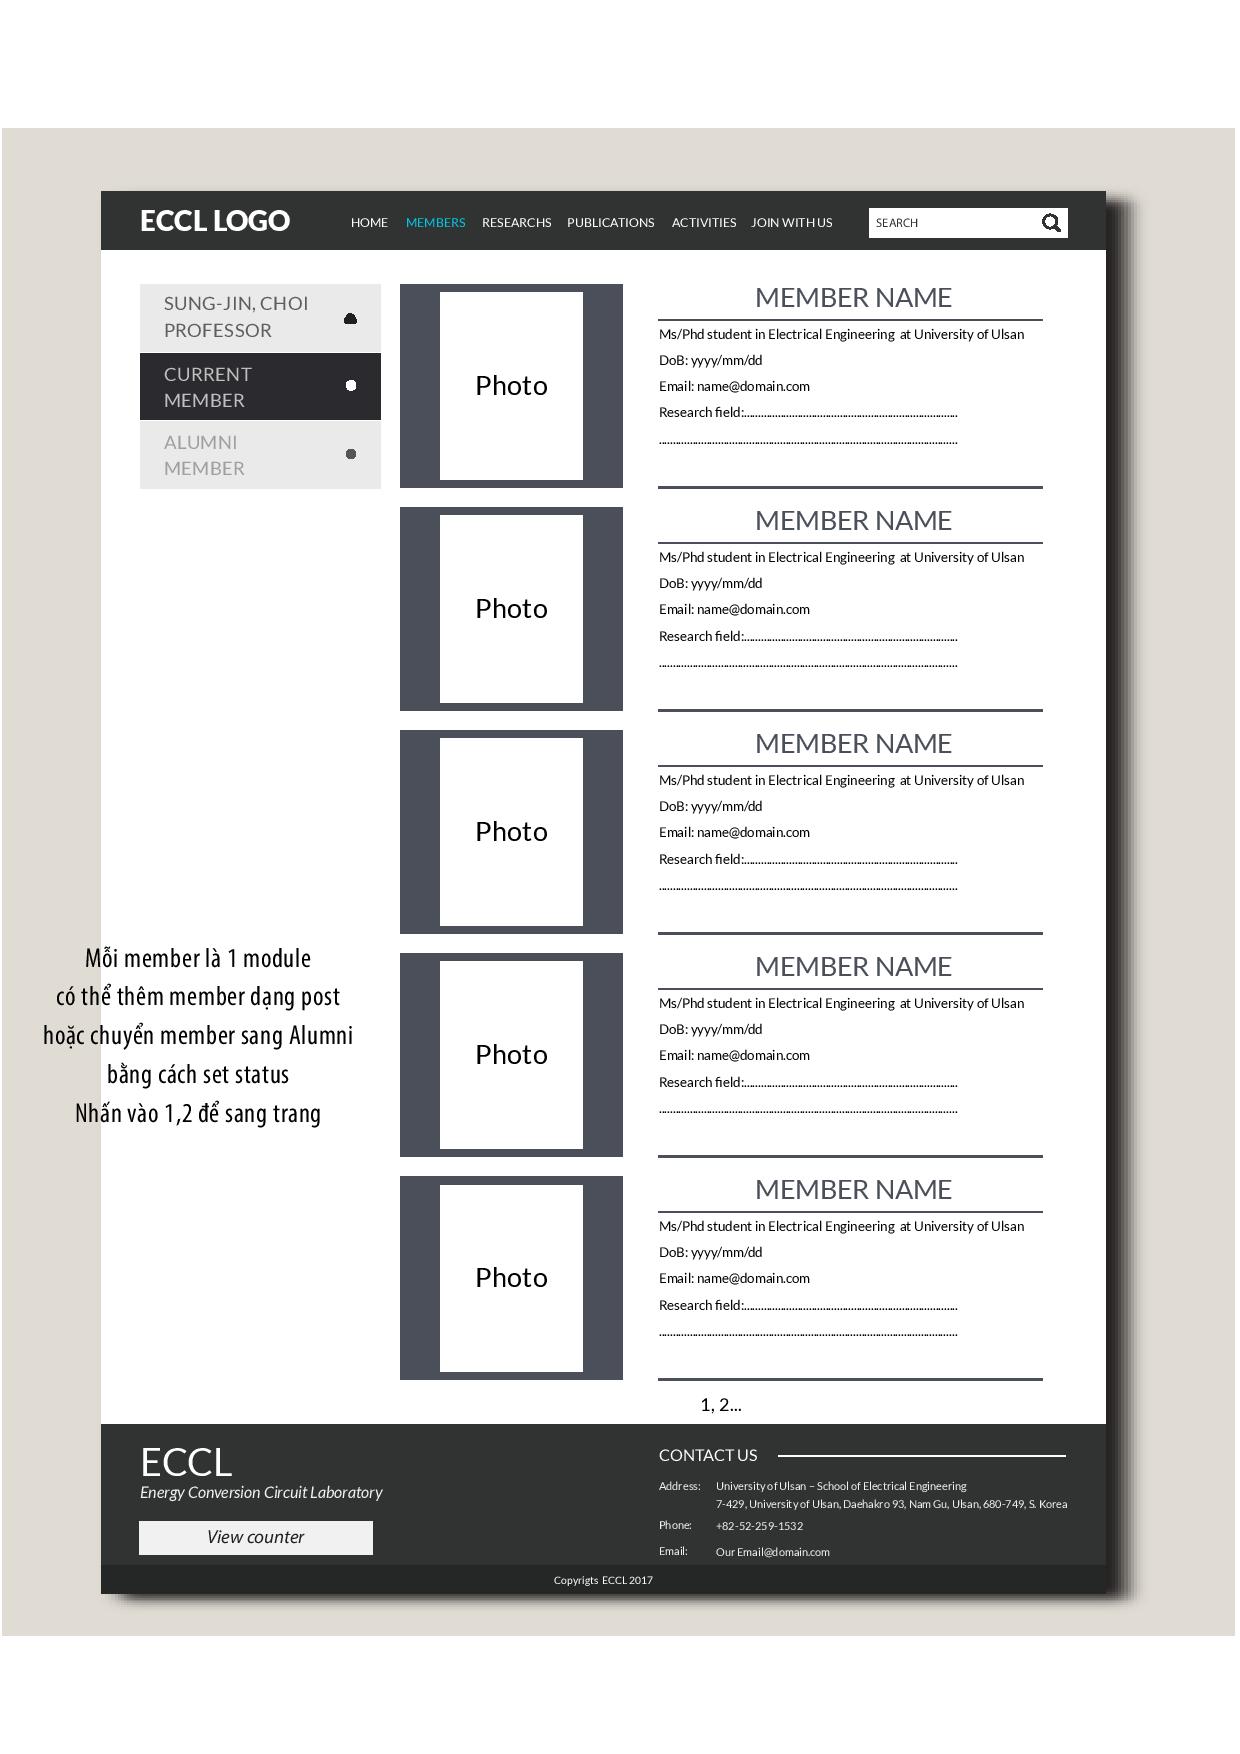 ECCL LOGO
HOME MEMBERS RESEARCHS PUBLICATIONS ACTIVITIES JOIN WITH US
SEARCH
SUNG-JIN, CHOI
PROFESSOR
CURRENT
MEMBER
ALUMNI
MEMBER
Photo
MEMBER NAME
Ms/Phd student in Electrical Engineering at University of Ulsan
DoB: yyyy/mm/dd
Email: name@domain.com
Research field:............................................................................
..........................................................................................................
Photo
MEMBER NAME
Ms/Phd student in Electrical Engineering at University of Ulsan
DoB: yyyy/mm/dd
Email: name@domain.com
Research field:............................................................................
..........................................................................................................
Photo
MEMBER NAME
Ms/Phd student in Electrical Engineering at University of Ulsan
DoB: yyyy/mm/dd
Email: name@domain.com
Research field:............................................................................
..........................................................................................................
Mỗi member là 1 module
có thể thêm member dạng post
hoặc chuyển member sang Alumni
bằng cách set status
Nhấn vào 1,2 để sang trang
Photo
MEMBER NAME
Ms/Phd student in Electrical Engineering at University of Ulsan
DoB: yyyy/mm/dd
Email: name@domain.com
Research field:............................................................................
..........................................................................................................
Photo
MEMBER NAME
Ms/Phd student in Electrical Engineering at University of Ulsan
DoB: yyyy/mm/dd
Email: name@domain.com
Research field:............................................................................
..........................................................................................................
1, 2...
ECCL
Energy Conversion Circuit Laboratory
View counter
CONTACT US
Address: University of Ulsan – School of Electrical Engineering
7-429, University of Ulsan, Daehakro 93, Nam Gu, Ulsan, 680-749, S. Korea
Phone: +82-52-259-1532
Email: Our Email@domain.com
Copyrigts ECCL 2017